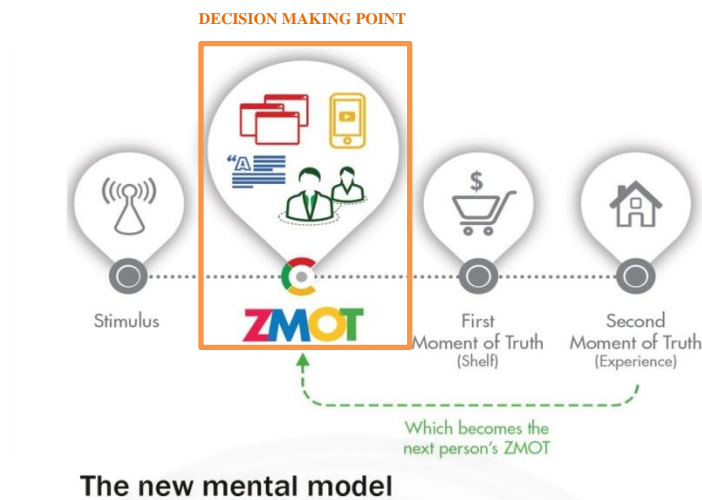 DECISION MAKING POINT
“A
$
Stimulus
ZMOT
First
Moment of Truth
(Shelf)
Second
Moment of Truth
(Experience)
Which becomes the
next person's ZMOT
The new mental model